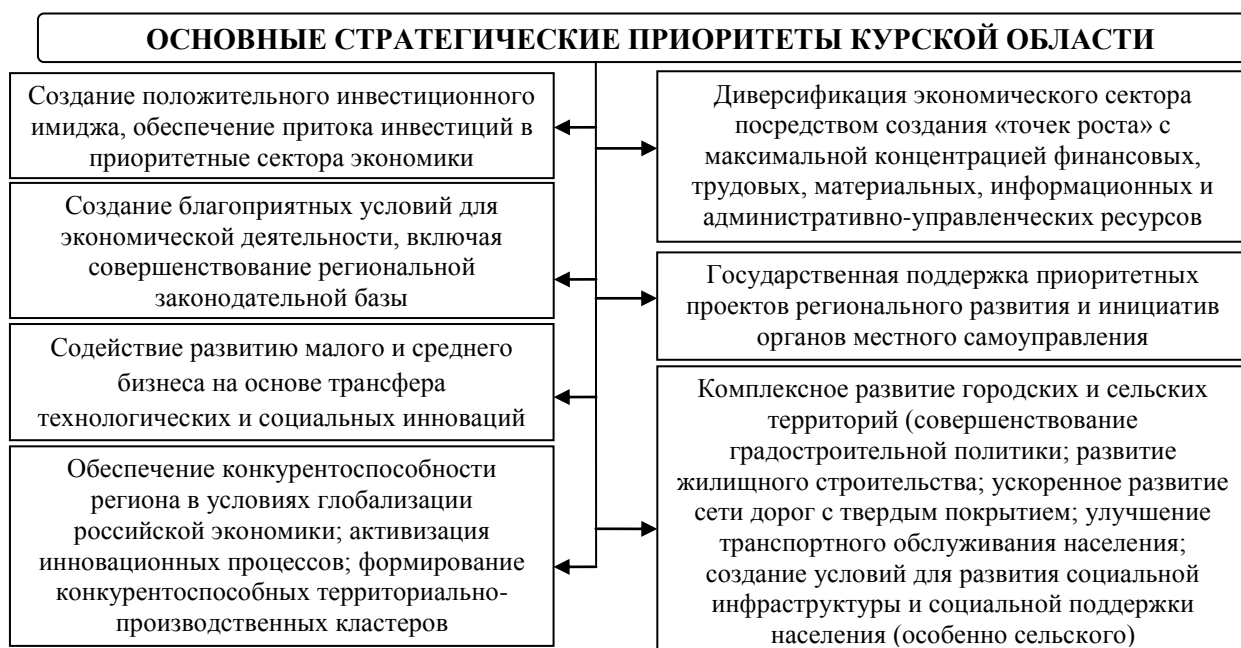 ОСНОВНЫЕ СТРАТЕГИЧЕСКИЕ ПРИОРИТЕТЫ КУРСКОЙ ОБЛАСТИ
Создание положительного инвестиционного
имиджа, обеспечение притока инвестиций в
приоритетные сектора экономики
Создание благоприятных условий для
экономической деятельности, включая
совершенствование региональной
законодательной базы
Содействие развитию малого и среднего
бизнеса на основе трансфера
технологических и социальных инноваций
Обеспечение конкурентоспособности
региона в условиях глобализации
российской экономики; активизация
инновационных процессов; формирование
конкурентоспособных территориально-
производственных кластеров
Диверсификация экономического сектора
посредством создания «точек роста» с
максимальной концентрацией финансовых,
трудовых, материальных, информационных и
административно-управленческих ресурсов
Государственная поддержка приоритетных
проектов регионального развития и инициатив
органов местного самоуправления
Комплексное развитие городских и сельских
территорий (совершенствование
градостроительной политики; развитие
жилищного строительства; ускоренное развитие
сети дорог с твердым покрытием; улучшение
транспортного обслуживания населения;
создание условий для развития социальной
инфраструктуры и социальной поддержки
населения (особенно сельского)